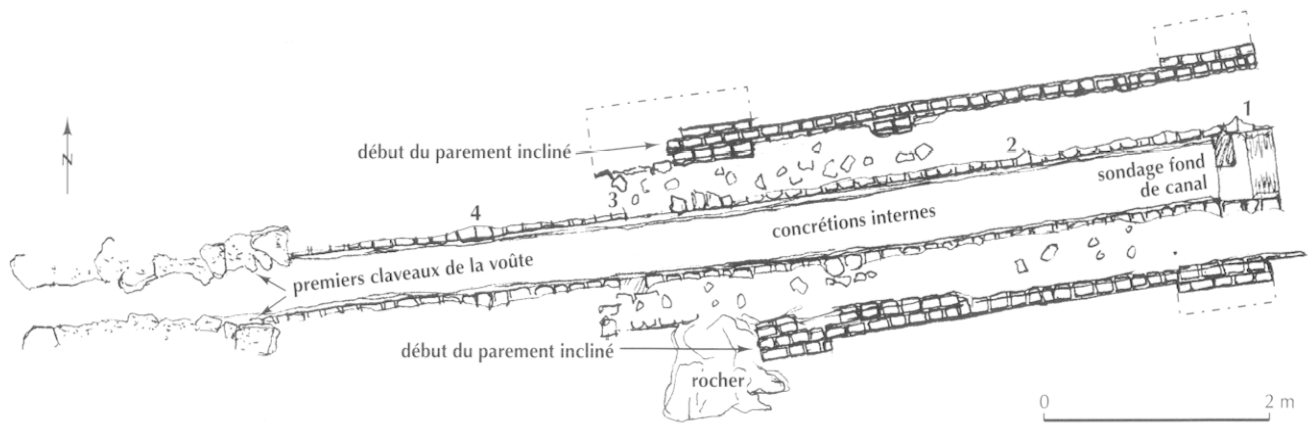 1
début du parement incliné
2
sondage fond
de canal
N
3
4
concrétions internes
premiers claveaux de la voûte
début du parement incliné
rocher
0
2 m